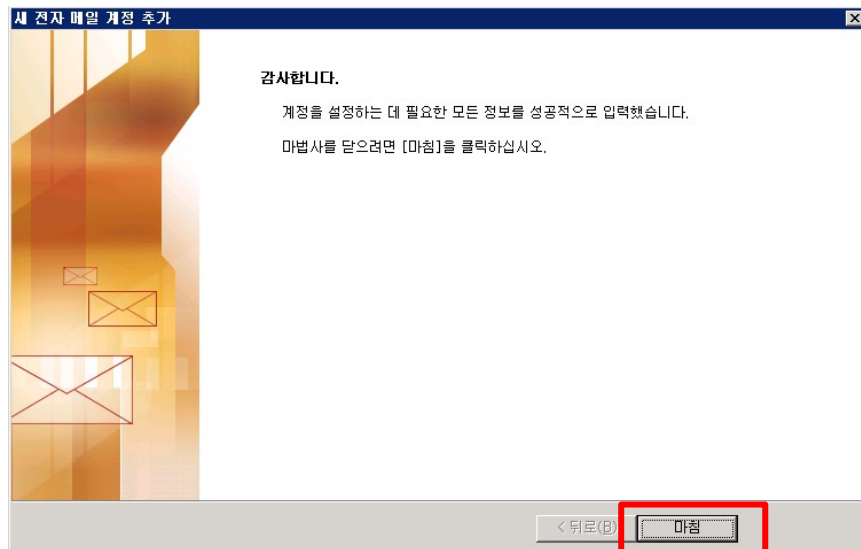 새 전자 메일 계정 추가
감사합니다.
계정을 설정하는 데 필요한 모든 정보를 성공적으로 입력했습니다.
마법사를 닫으려면 [마침]을 클릭하십시오.
< 뒤로(B)
마침